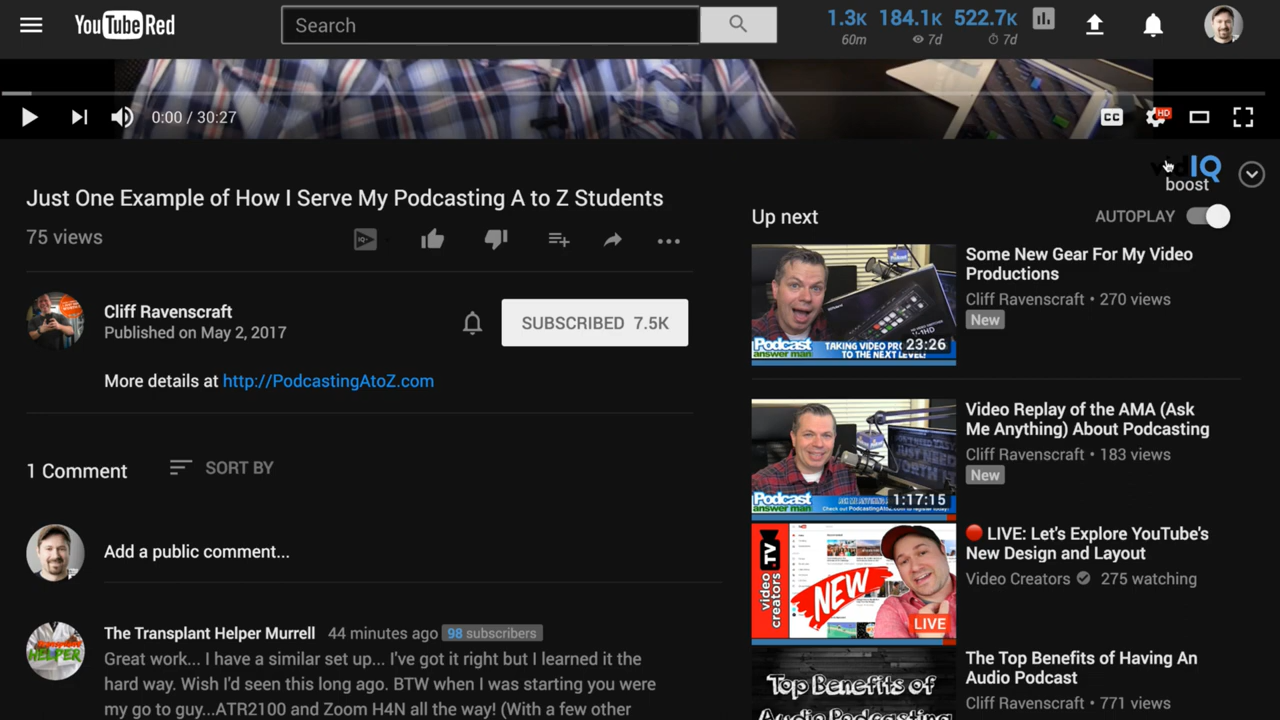 YouTube Red
Search
1.3K 184.1K 522.7K
60m 7d 7d
0:00 / 30:27
CC
HD
vidIQ
boost
Just One Example of How I Serve My Podcasting A to Z Students
75 views
IQ
Cliff Ravenscraft
Published on May 2, 2017
SUBSCRIBED 7.5K
More details at http://PodcastingAtoZ.com
1 Comment
SORT BY
Add a public comment...
The Transplant Helper Murrell 44 minutes ago 98 subscribers
Great work... I have a similar set up... I've got it right but I learned it the
hard way. Wish I'd seen this long ago. BTW when I was starting you were
my go to guy...ATR2100 and Zoom H4N all the way! (With a few other
HELPER
Up next
AUTOPLAY
Podcast
TAKING VIDEO PRO
TO THE NEXT LEVEL!
23:26
Some New Gear For My Video
Productions
Cliff Ravenscraft • 270 views
New
Podcast
1:17:15
Video Replay of the AMA (Ask
Me Anything) About Podcasting
Cliff Ravenscraft • 183 views
New
video creators.TV
NEW
LIVE
LIVE: Let's Explore YouTube's
New Design and Layout
Video Creators 275 watching
Top Benefits of
Audio Podcasting
The Top Benefits of Having An
Audio Podcast
Cliff Ravenscraft • 771 views